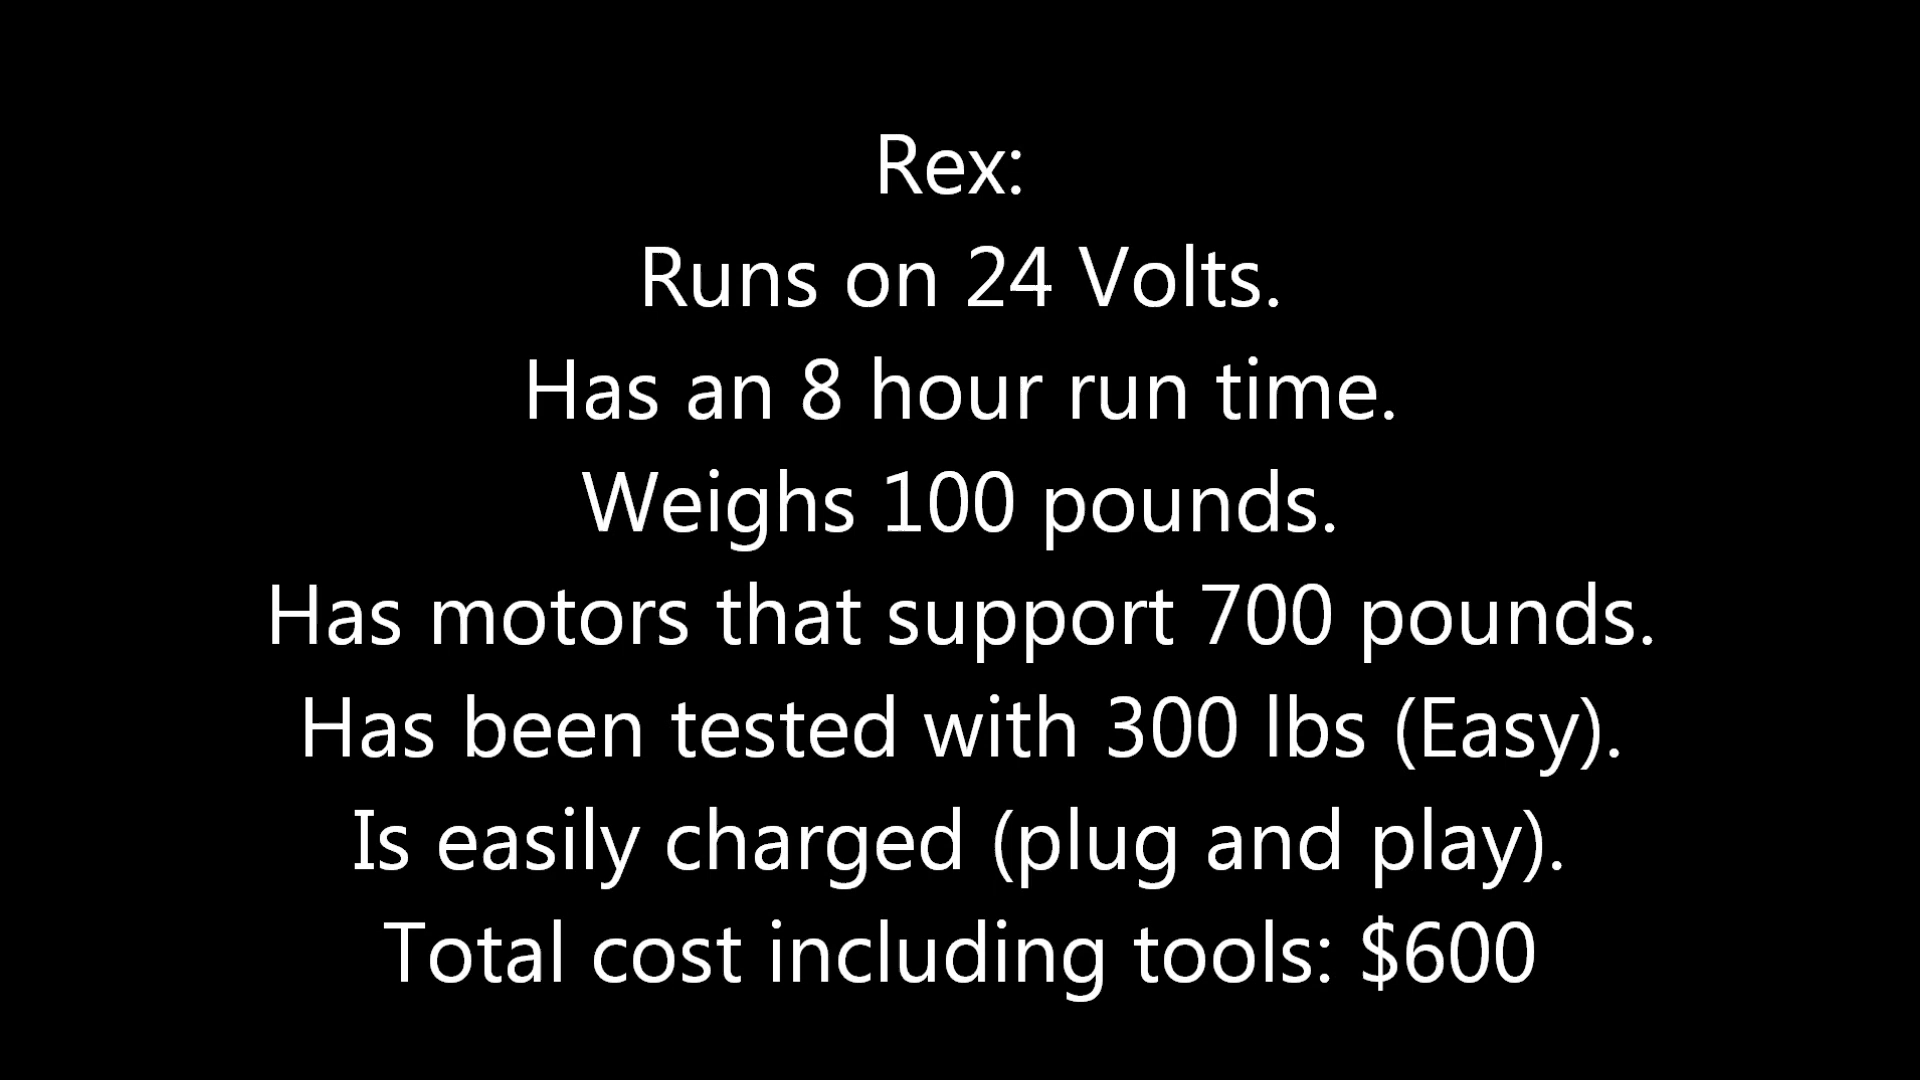 Rex:
Runs on 24 Volts.
Has an 8 hour run time.
Weighs 100 pounds.
Has motors that support 700 pounds.
Has been tested with 300 lbs (Easy).
Is easily charged (plug and play).
Total cost including tools: $600